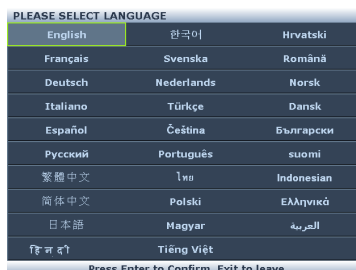 PLEASE SELECT LANGUAGE
English 한국어 Hrvatski
Français Svenska Română
Deutsch Nederlands Norsk
Italiano Türkçe Dansk
Español Čeština Български
Русский Português suomi
繁體中文 ไทย Indonesian
简体中文 Polski Ελληνικά
日本語 Magyar العربية
हिन्दी Tiếng Việt
Press Enter to Confirm, Exit to leave